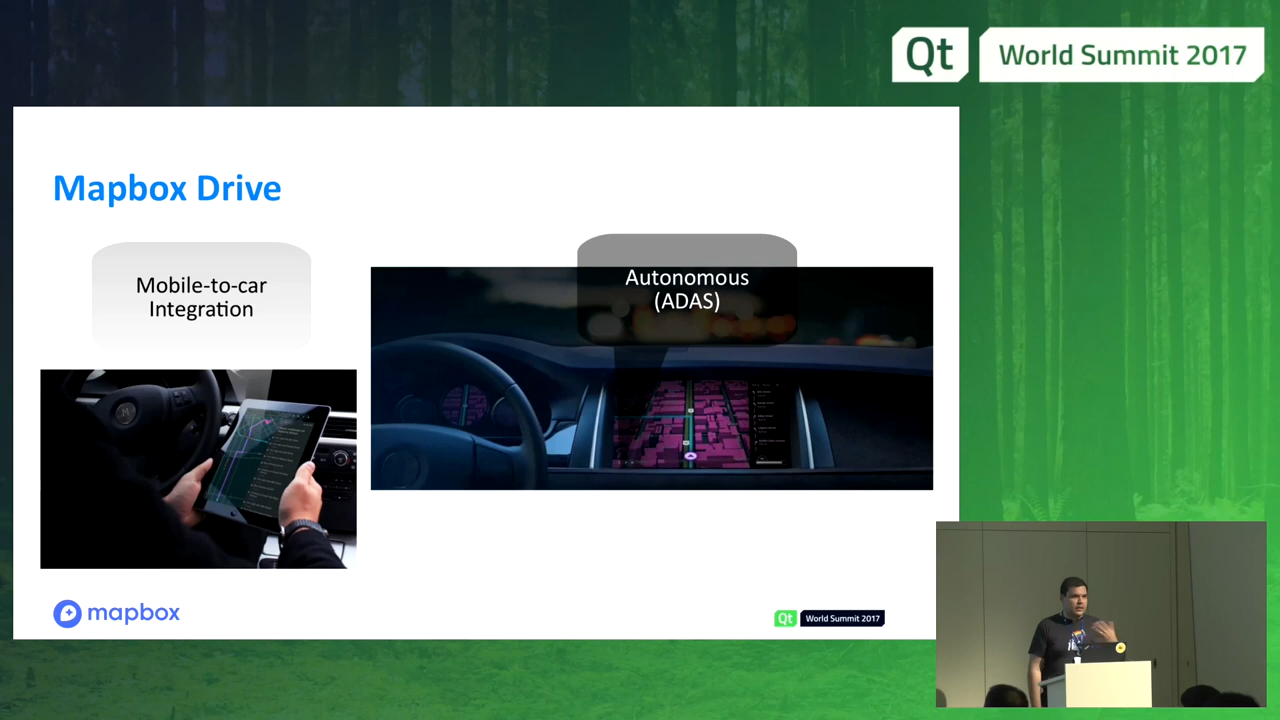 Qt World Summit 2017
Mapbox Drive
Mobile-to-car
Integration
Autonomous
(ADAS)
mapbox
Qt World Summit 2017